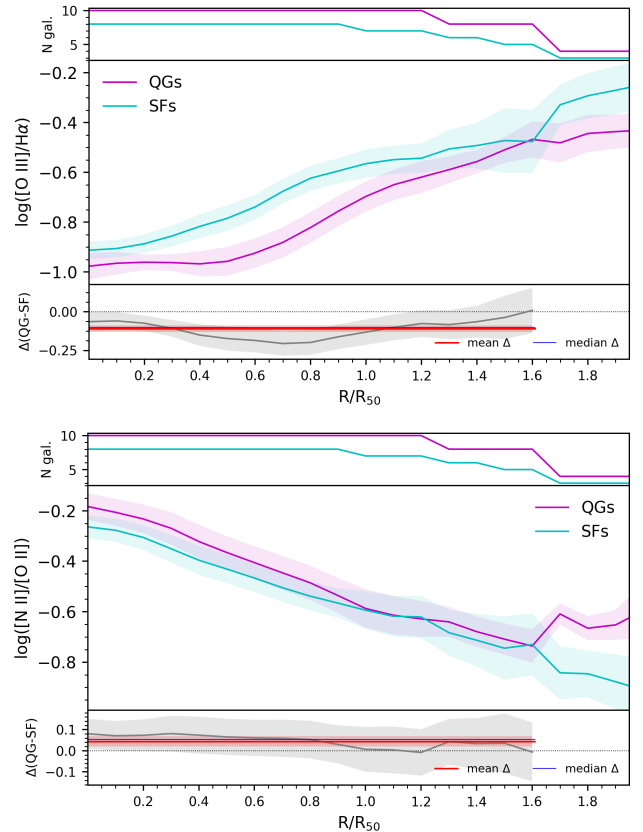 10
5
N gal.
QGs
SFs
−0.2
−0.4
−0.6
−0.8
−1.0
log([O III]/Hα)
0.00
−0.25
Δ(QG-SF)
mean Δ
median Δ
0.2 0.4 0.6 0.8 1.0 1.2 1.4 1.6 1.8
R/R50
10
5
N gal.
QGs
SFs
−0.2
−0.4
−0.6
−0.8
log([N II]/[O II])
0.1
0.0
−0.1
Δ(QG-SF)
mean Δ
median Δ
0.2 0.4 0.6 0.8 1.0 1.2 1.4 1.6 1.8
R/R50